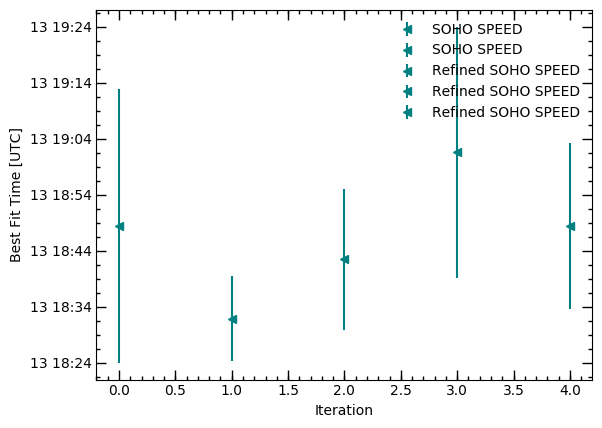 SOHO SPEED
SOHO SPEED
Refined SOHO SPEED
Refined SOHO SPEED
Refined SOHO SPEED
13 19:24
13 19:14
13 19:04
13 18:54
13 18:44
13 18:34
13 18:24
Best Fit Time [UTC]
0.0 0.5 1.0 1.5 2.0 2.5 3.0 3.5 4.0
Iteration